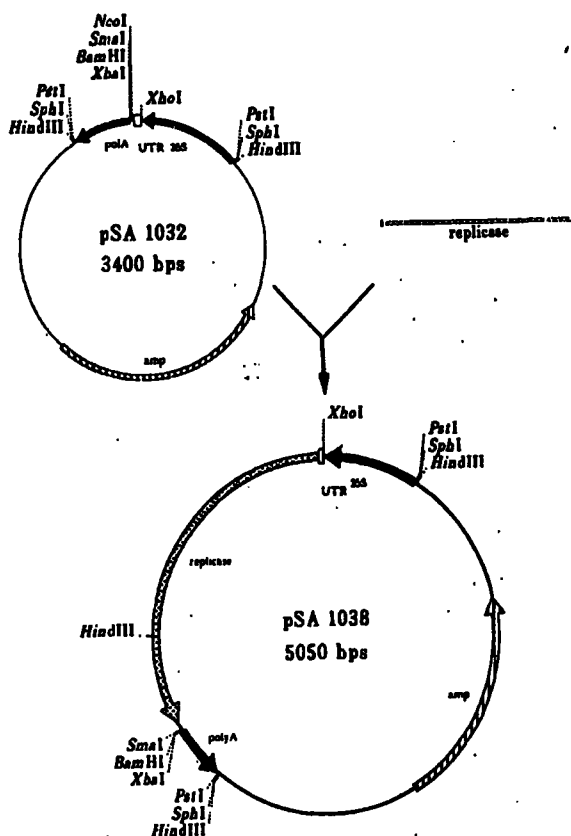 NcoI
SmaI
BamHI
XbaI
XhoI
PstI
SphI
HindIII
PstI
SphI
HindIII
polA UTR 35S
pSA 1032
3400 bps
amp
replicase
XhoI
PstI
SphI
HindIII
UTR 35S
replicase
HindIII
pSA 1038
5050 bps
amp
SmaI
BamHI
XbaI
polyA
PstI
SphI
HindIII